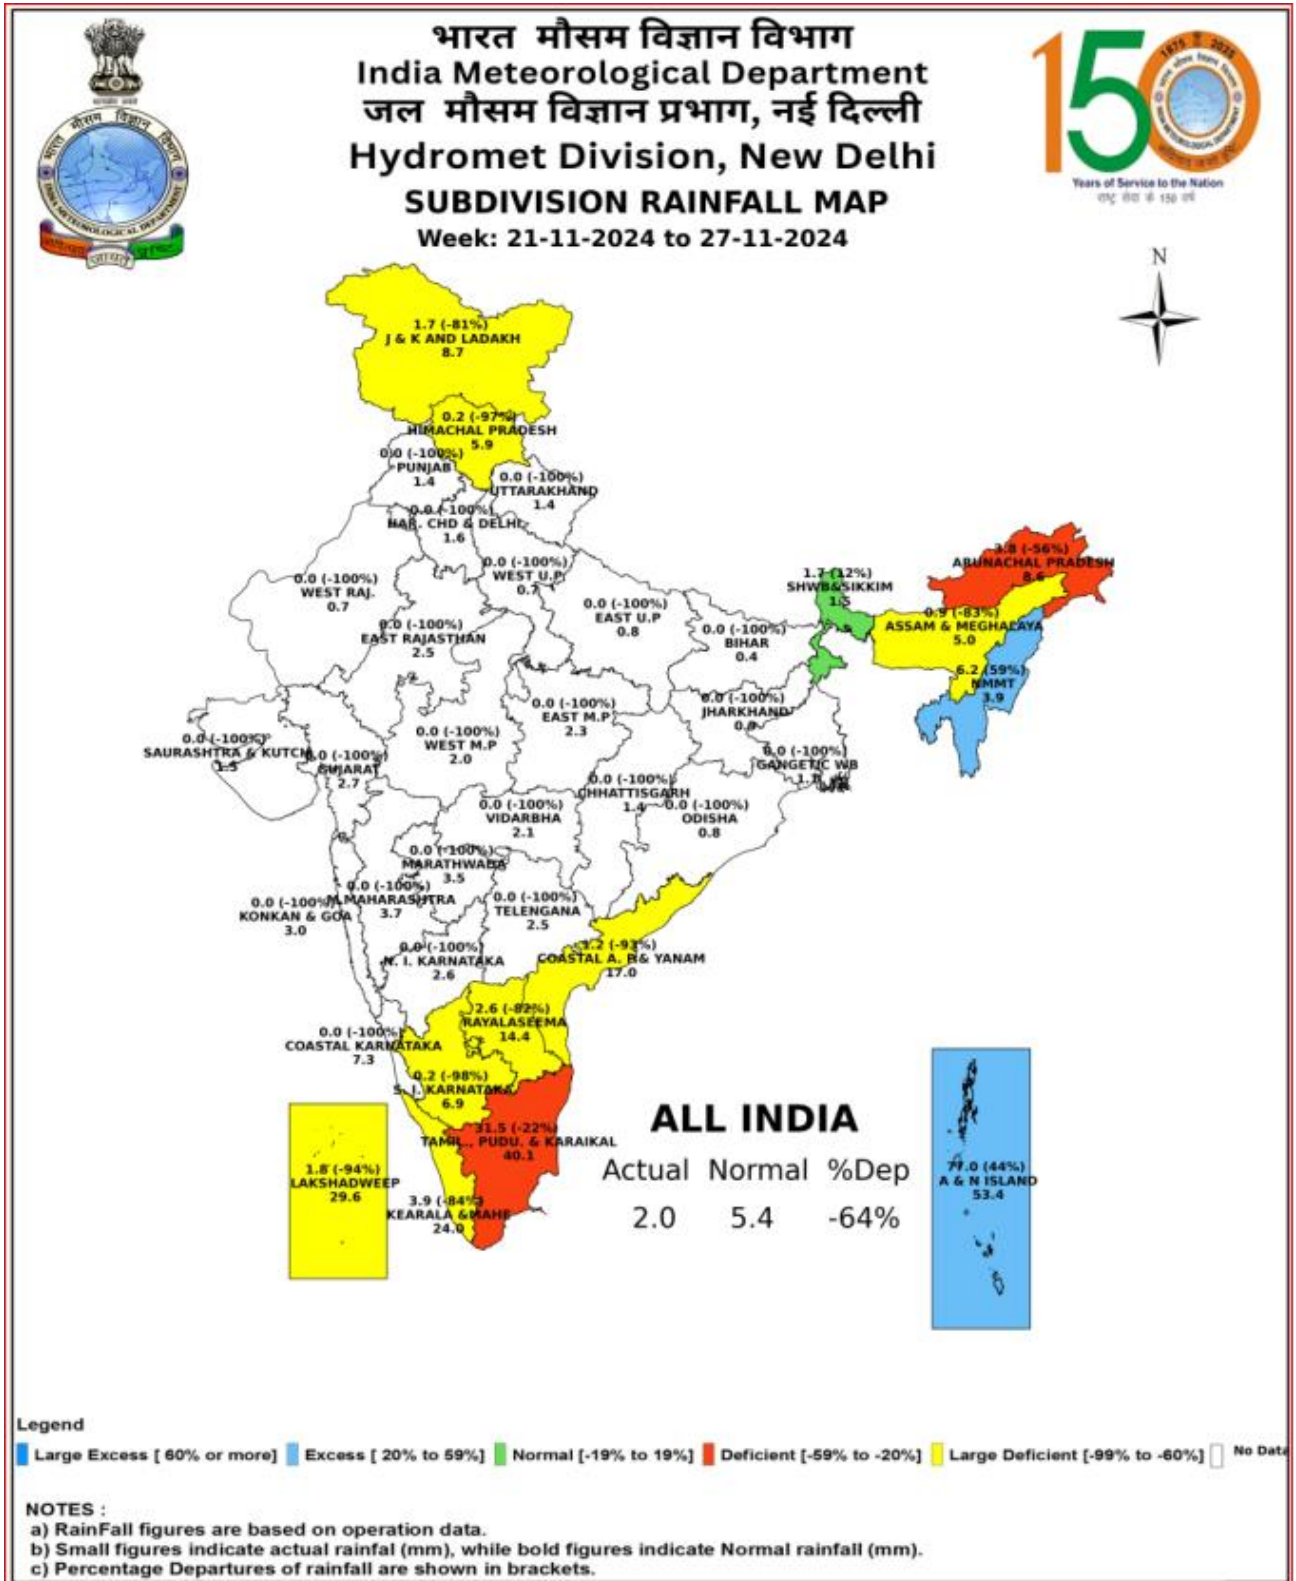 भारत मौसम विज्ञान विभाग
India Meteorological Department
जल मौसम विज्ञान प्रभाग, नई दिल्ली
Hydromet Division, New Delhi
SUBDIVISION RAINFALL MAP
Week: 21-11-2024 to 27-11-2024
भारत मौसम विज्ञान विभाग
INDIA METEOROLOGICAL DEPARTMENT
150
1875 2025
Years of Service to the Nation
राष्ट्र सेवा के 150 वर्ष
N
1.7 (-81%)
J & K AND LADAKH
8.7
0.2 (-97%)
HIMACHAL PRADESH
5.9
0.0 (-100%)
PUNJAB
1.4
0.0 (-100%)
UTTARAKHAND
1.4
0.0 (-100%)
HAR. CHD & DELHI
1.6
0.0 (-100%)
WEST U.P.
0.7
0.0 (-100%)
WEST RAJ.
0.7
0.0 (-100%)
EAST U.P
0.8
0.0 (-100%)
EAST RAJASTHAN
2.5
0.0 (-100%)
BIHAR
0.4
1.7 (12%)
SHWB&SIKKIM
1.5
3.8 (-56%)
ARUNACHAL PRADESH
8.6
0.9 (-83%)
ASSAM & MEGHALAYA
5.0
6.2 (59%)
NMMT
3.9
0.0 (-100%)
JHARKHAND
0.0 (-100%)
EAST M.P
2.3
0.0 (-100%)
WEST M.P
2.0
0.0 (-100%)
SAURASHTRA & KUTCH
1.5
0.0 (-100%)
GUJARAT
2.7
0.0 (-100%)
GANGETIC WB
0.0 (-100%)
CHHATTISGARH
1.4
0.0 (-100%)
ODISHA
0.8
0.0 (-100%)
VIDARBHA
2.1
0.0 (-100%)
MARATHWADA
3.5
0.0 (-100%)
M.MAHARASHTRA
3.7
0.0 (-100%)
KONKAN & GOA
3.0
0.0 (-100%)
TELENGANA
2.5
0.0 (-100%)
N. I. KARNATAKA
2.6
1.2 (-93%)
COASTAL A. P.& YANAM
17.0
2.6 (-82%)
RAYALASEEMA
14.4
0.0 (-100%)
COASTAL KARNATAKA
7.3
0.2 (-98%)
S. I. KARNATAKA
6.9
31.5 (-22%)
TAMIL., PUDU. & KARAIKAL
40.1
1.8 (-94%)
LAKSHADWEEP
29.6
3.9 (-84%)
KEARALA &MAHE
24.0
77.0 (44%)
A & N ISLAND
53.4
ALL INDIA
Actual Normal %Dep
2.0 5.4 -64%
Legend
Large Excess [ 60% or more] Excess [ 20% to 59%] Normal [-19% to 19%] Deficient [-59% to -20%] Large Deficient [-99% to -60%] No Data
NOTES :
a) RainFall figures are based on operation data.
b) Small figures indicate actual rainfal (mm), while bold figures indicate Normal rainfall (mm).
c) Percentage Departures of rainfall are shown in brackets.